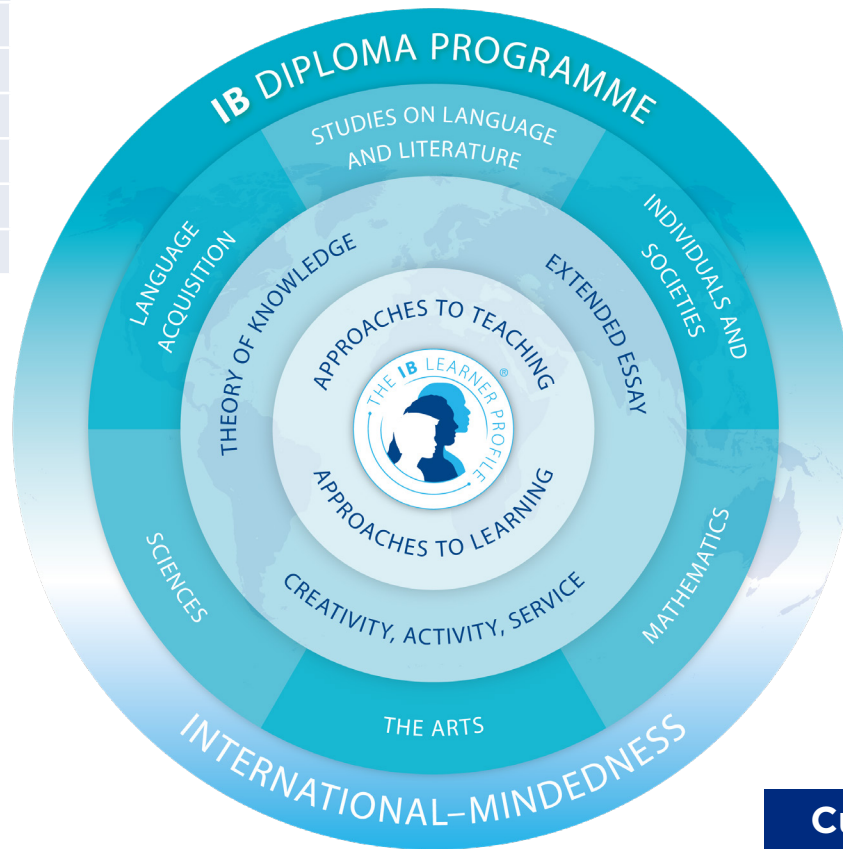 IB DIPLOMA PROGRAMME
STUDIES ON LANGUAGE
AND LITERATURE
LANGUAGE
ACQUISITION
INDIVIDUALS AND
SOCIETIES
THEORY OF KNOWLEDGE
EXTENDED ESSAY
APPROACHES TO TEACHING
THE IB LEARNER PROFILE
®
APPROACHES TO LEARNING
CREATIVITY, ACTIVITY, SERVICE
SCIENCES
MATHEMATICS
THE ARTS
INTERNATIONAL–MINDEDNESS